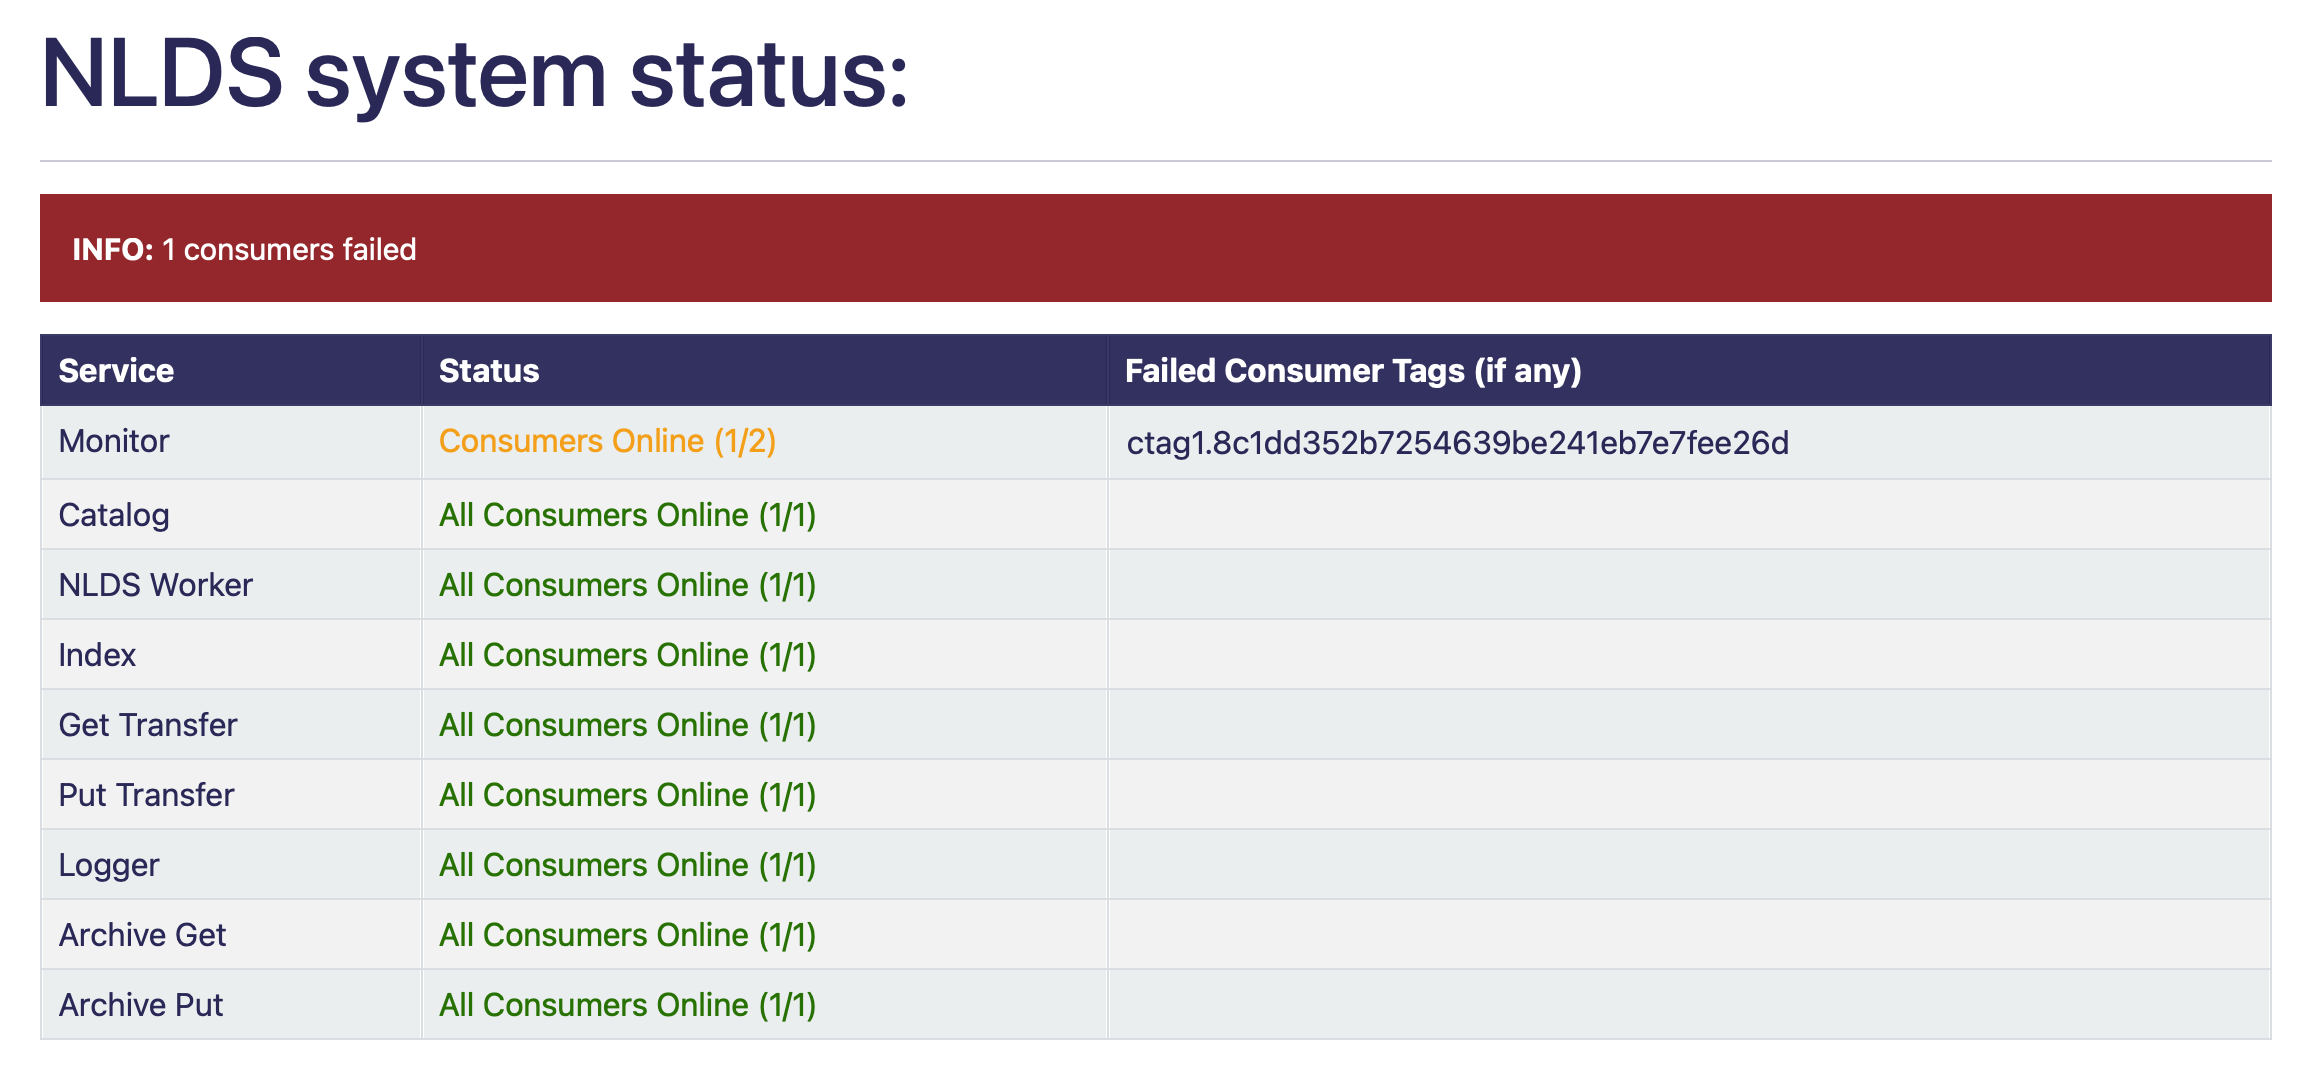 NLDS system status:
INFO: 1 consumers failed
Service Status Failed Consumer Tags (if any)
Monitor Consumers Online (1/2) ctag1.8c1dd352b7254639be241eb7e7fee26d
Catalog All Consumers Online (1/1)
NLDS Worker All Consumers Online (1/1)
Index All Consumers Online (1/1)
Get Transfer All Consumers Online (1/1)
Put Transfer All Consumers Online (1/1)
Logger All Consumers Online (1/1)
Archive Get All Consumers Online (1/1)
Archive Put All Consumers Online (1/1)